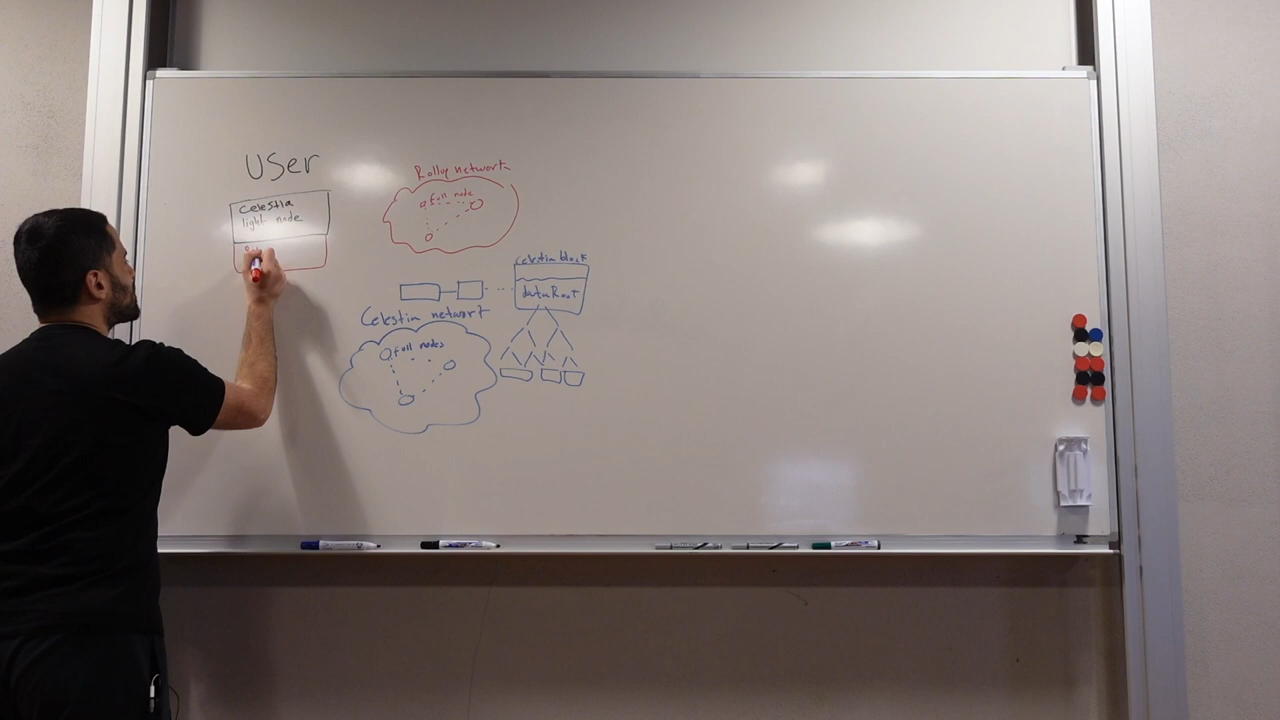 USer
Rollup network
full node
celestia
light node
celestia block
dataRoot
Celestia network
full nodes